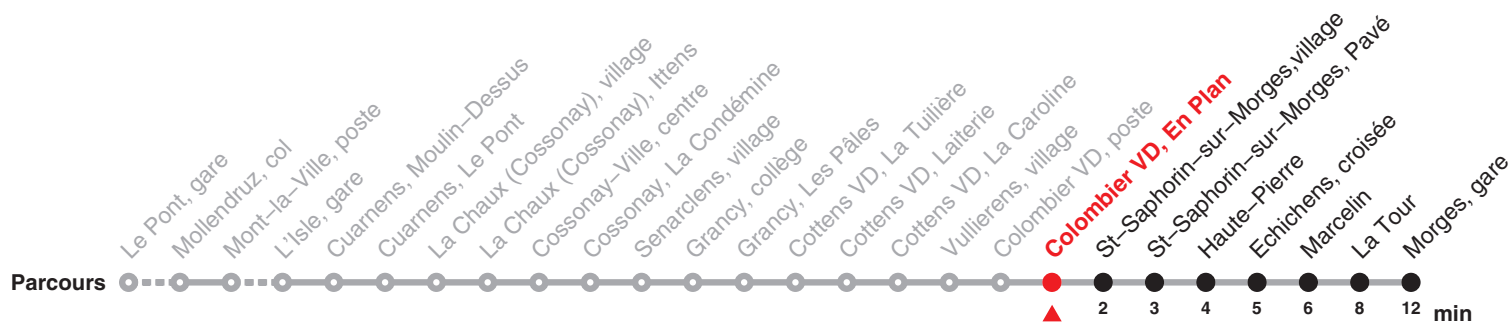 Le Pont, gare
Mollendruz, col
Mont–la–Ville, poste
L'Isle, gare
Cuarnens, Moulin–Dessus
Cuarnens, Le Pont
La Chaux (Cossonay), village
La Chaux (Cossonay), Ittens
Cossonay–Ville, centre
Cossonay, La Condémine
Senarclens, village
Grancy, collège
Grancy, Les Pâles
Cottens VD, La Tuilière
Cottens VD, Laiterie
Cottens VD, La Caroline
Vullierens, village
Colombier VD, poste
Colombier VD, En Plan
St–Saphorin–sur–Morges,village
St–Saphorin–sur–Morges, Pavé
Haute–Pierre
Echichens, croisée
Marcelin
La Tour
Morges, gare
Parcours
2 3 4 5 6 8 12 min